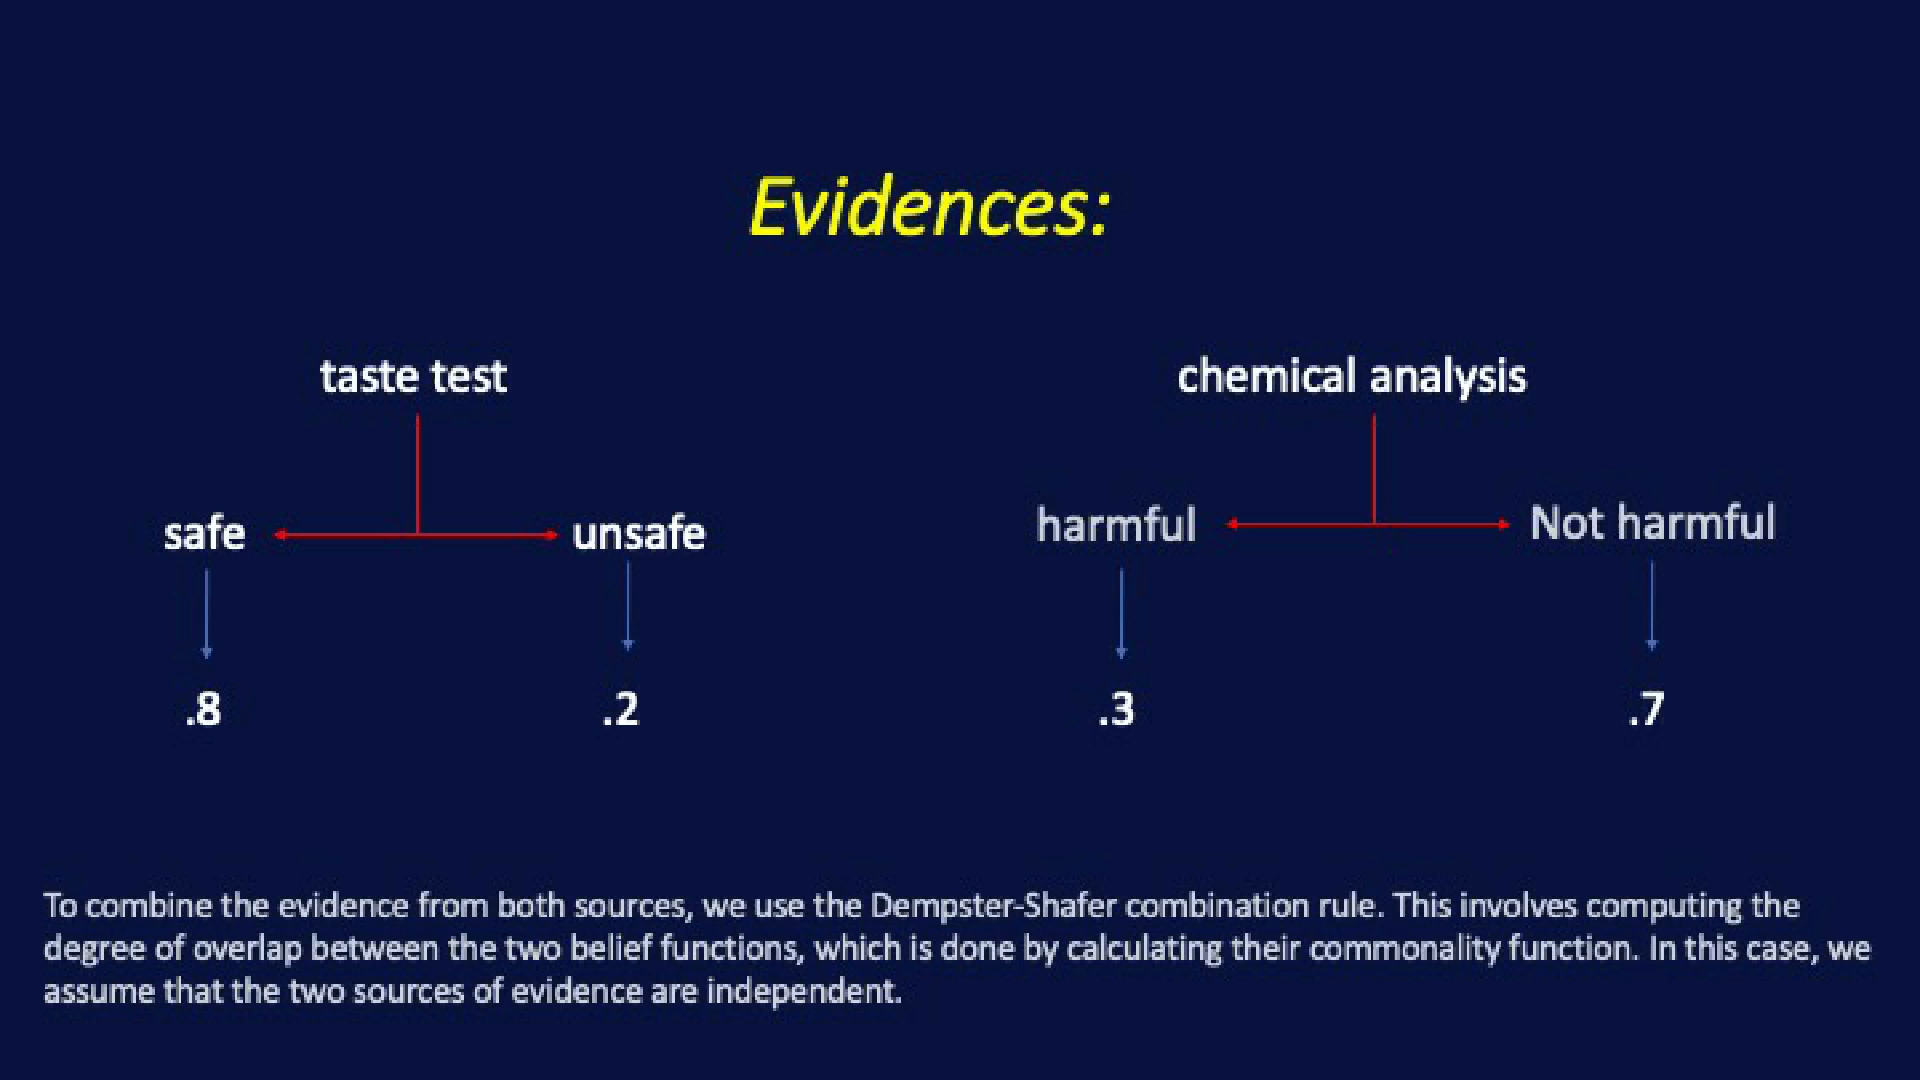 Evidences:
taste test
chemical analysis
safe
unsafe
harmful
Not harmful
.8
.2
.3
.7
To combine the evidence from both sources, we use the Dempster-Shafer combination rule. This involves computing the
degree of overlap between the two belief functions, which is done by calculating their commonality function. In this case, we
assume that the two sources of evidence are independent.